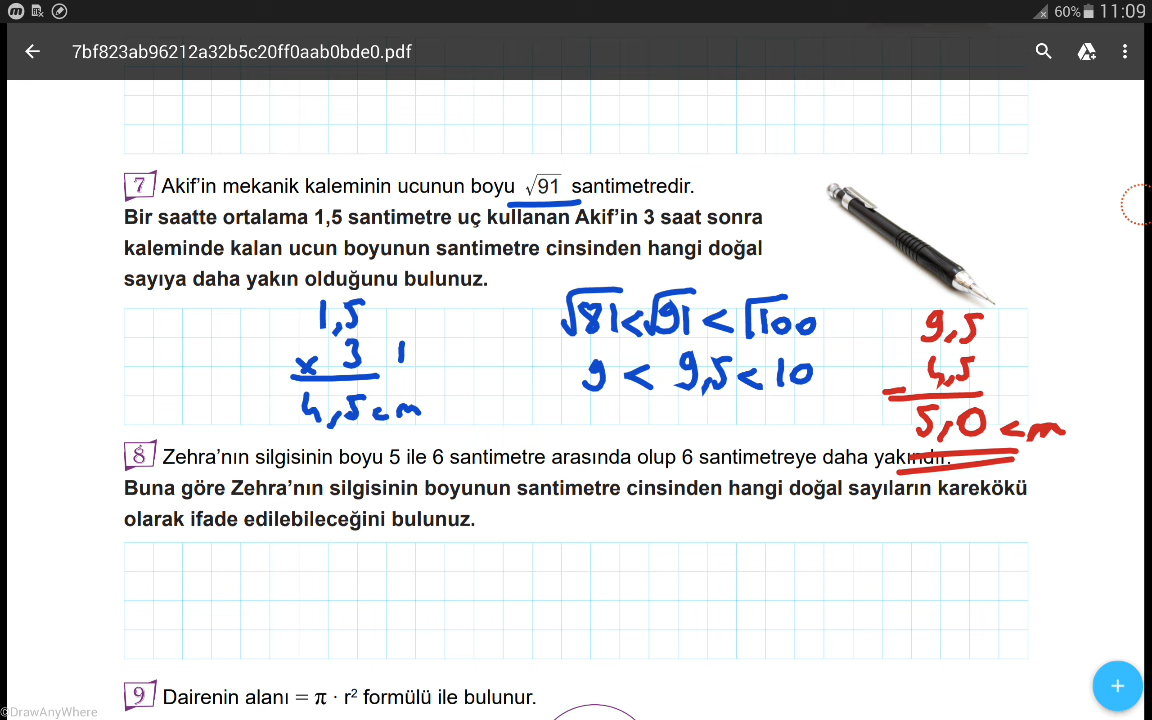 60% 11:09
7bf823ab96212a32b5c20ff0aab0bde0.pdf
7 Akif'in mekanik kaleminin ucunun boyu √91 santimetredir.
Bir saatte ortalama 1,5 santimetre uç kullanan Akif'in 3 saat sonra
kaleminde kalan ucun boyunun santimetre cinsinden hangi doğal
sayıya daha yakın olduğunu bulunuz.
1,5
x 3 1
4,5 cm
√81 < √91 < √100
9 < 9,5 < 10
9,5
4,5
-
5,0 cm
8 Zehra'nın silgisinin boyu 5 ile 6 santimetre arasında olup 6 santimetreye daha yakındır.
Buna göre Zehra'nın silgisinin boyunun santimetre cinsinden hangi doğal sayıların karekökü
olarak ifade edilebileceğini bulunuz.
9 Dairenin alanı = π · r² formülü ile bulunur.
©DrawAnyWhere